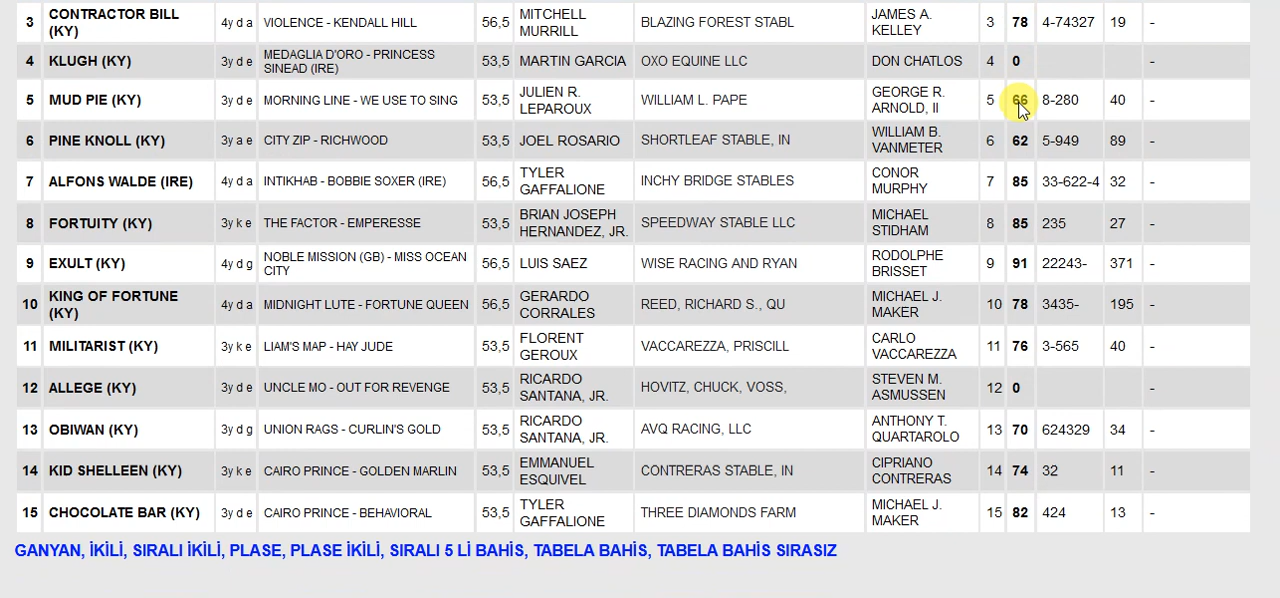 3 CONTRACTOR BILL (KY) 4y d a VIOLENCE - KENDALL HILL 56,5 MITCHELL MURRILL BLAZING FOREST STABL JAMES A. KELLEY 3 78 4-74327 19 -
4 KLUGH (KY) 3y d e MEDAGLIA D'ORO - PRINCESS SINEAD (IRE) 53,5 MARTIN GARCIA OXO EQUINE LLC DON CHATLOS 4 0 -
5 MUD PIE (KY) 3y d e MORNING LINE - WE USE TO SING 53,5 JULIEN R. LEPAROUX WILLIAM L. PAPE GEORGE R. ARNOLD, II 5 66 8-280 40 -
6 PINE KNOLL (KY) 3y a e CITY ZIP - RICHWOOD 53,5 JOEL ROSARIO SHORTLEAF STABLE, IN WILLIAM B. VANMETER 6 62 5-949 89 -
7 ALFONS WALDE (IRE) 4y d a INTIKHAB - BOBBIE SOXER (IRE) 56,5 TYLER GAFFALIONE INCHY BRIDGE STABLES CONOR MURPHY 7 85 33-622-4 32 -
8 FORTUITY (KY) 3y k e THE FACTOR - EMPERESSE 53,5 BRIAN JOSEPH HERNANDEZ, JR. SPEEDWAY STABLE LLC MICHAEL STIDHAM 8 85 235 27 -
9 EXULT (KY) 4y d g NOBLE MISSION (GB) - MISS OCEAN CITY 56,5 LUIS SAEZ WISE RACING AND RYAN RODOLPHE BRISSET 9 91 22243- 371 -
10 KING OF FORTUNE (KY) 4y d a MIDNIGHT LUTE - FORTUNE QUEEN 56,5 GERARDO CORRALES REED, RICHARD S., QU MICHAEL J. MAKER 10 78 3435- 195 -
11 MILITARIST (KY) 3y k e LIAM'S MAP - HAY JUDE 53,5 FLORENT GEROUX VACCAREZZA, PRISCILL CARLO VACCAREZZA 11 76 3-565 40 -
12 ALLEGE (KY) 3y d e UNCLE MO - OUT FOR REVENGE 53,5 RICARDO SANTANA, JR. HOVITZ, CHUCK, VOSS, STEVEN M. ASMUSSEN 12 0 -
13 OBIWAN (KY) 3y d g UNION RAGS - CURLIN'S GOLD 53,5 RICARDO SANTANA, JR. AVQ RACING, LLC ANTHONY T. QUARTAROLO 13 70 624329 34 -
14 KID SHELLEEN (KY) 3y k e CAIRO PRINCE - GOLDEN MARLIN 53,5 EMMANUEL ESQUIVEL CONTRERAS STABLE, IN CIPRIANO CONTRERAS 14 74 32 11 -
15 CHOCOLATE BAR (KY) 3y d e CAIRO PRINCE - BEHAVIORAL 53,5 TYLER GAFFALIONE THREE DIAMONDS FARM MICHAEL J. MAKER 15 82 424 13 -
GANYAN, İKİLİ, SIRALI İKİLİ, PLASE, PLASE İKİLİ, SIRALI 5 Lİ BAHİS, TABELA BAHİS, TABELA BAHİS SIRASIZ